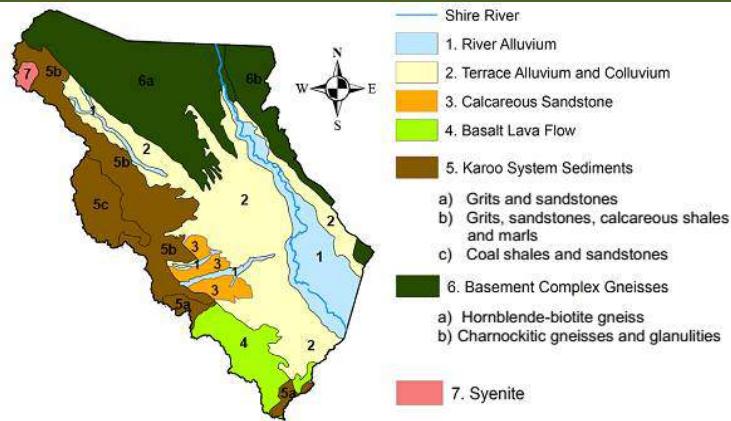 Shire River
1. River Alluvium
2. Terrace Alluvium and Colluvium
3. Calcareous Sandstone
4. Basalt Lava Flow
5. Karoo System Sediments
a) Grits and sandstones
b) Grits, sandstones, calcareous shales
and marls
c) Coal shales and sandstones
6. Basement Complex Gneisses
a) Hornblende-biotite gneiss
b) Charnockitic gneisses and glanulities
7. Syenite
N
W E
S
7
5b
6a
6b
1
2
5b
5c
2
2
1
5b
3
1
3
1
3
5a
4
2
5a